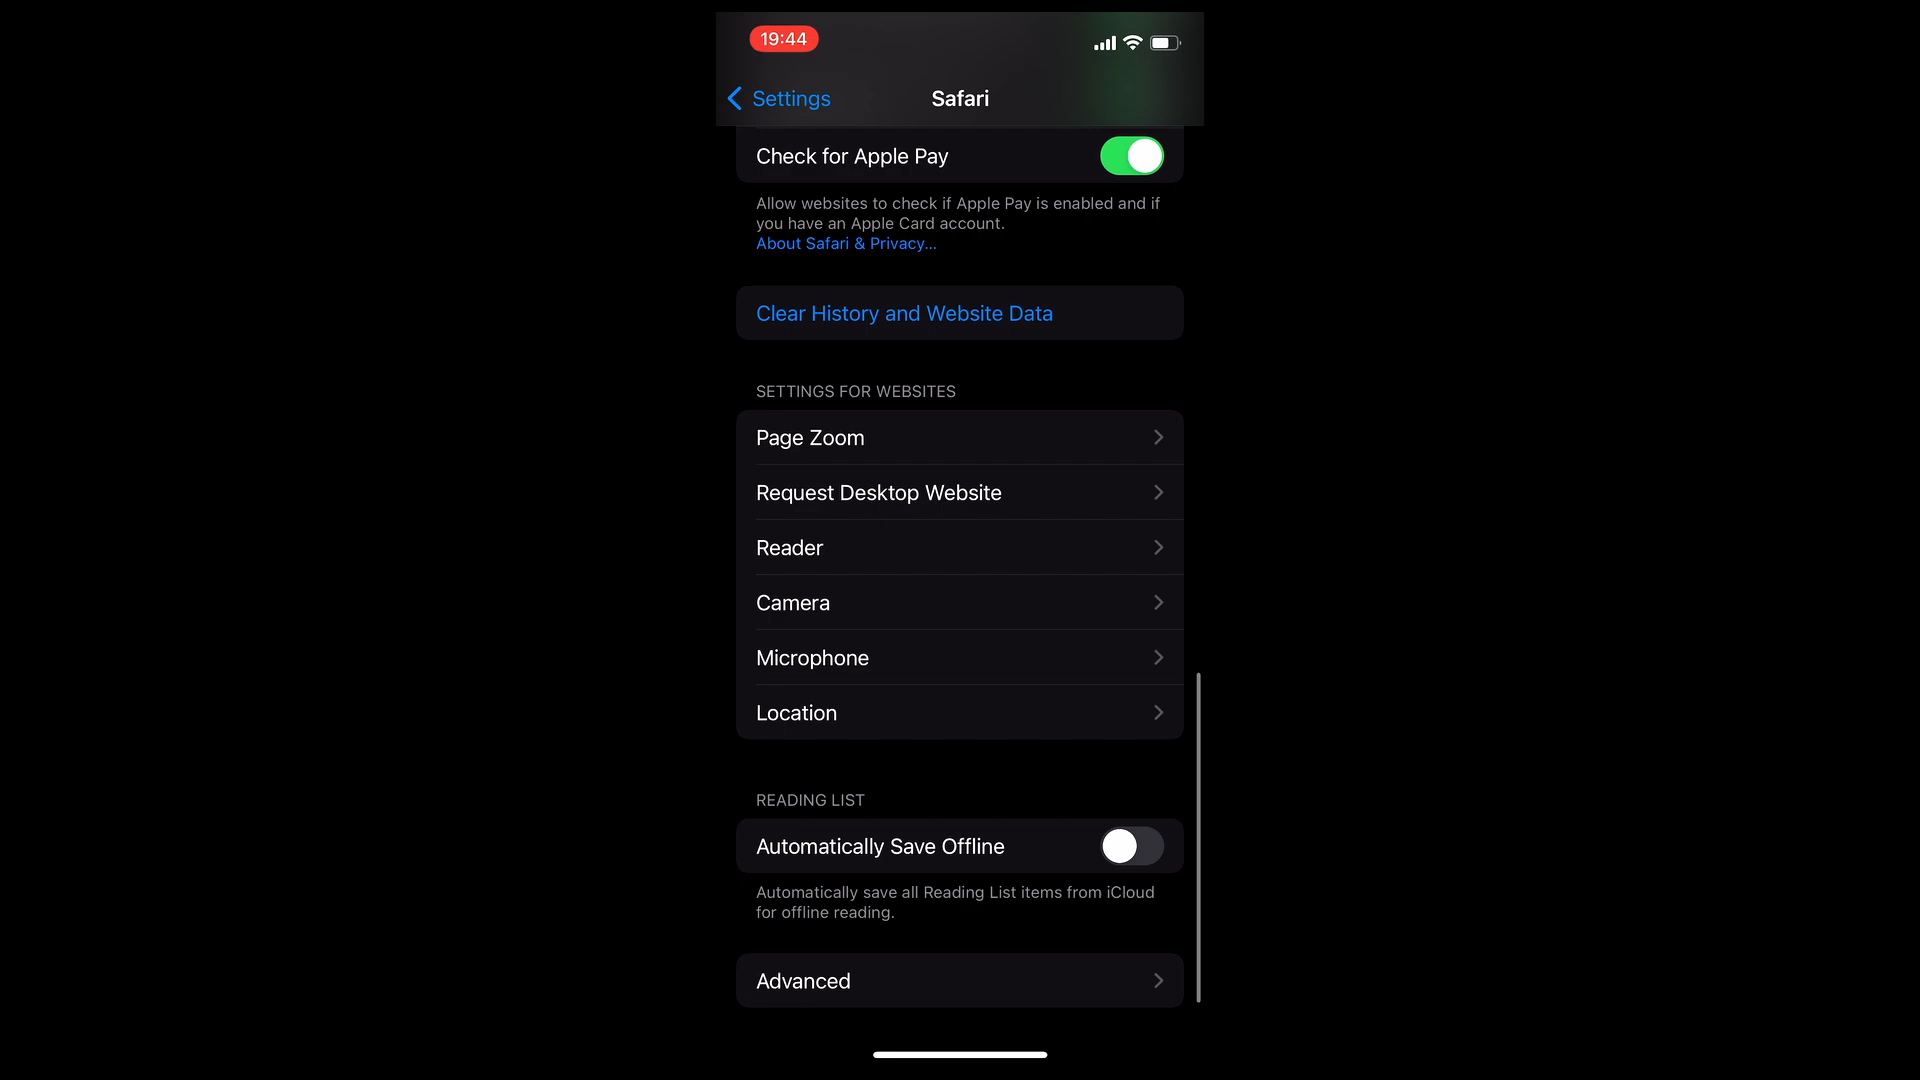 19:44
Settings
Safari
Check for Apple Pay
Allow websites to check if Apple Pay is enabled and if
you have an Apple Card account.
About Safari & Privacy...
Clear History and Website Data
SETTINGS FOR WEBSITES
Page Zoom
Request Desktop Website
Reader
Camera
Microphone
Location
READING LIST
Automatically Save Offline
Automatically save all Reading List items from iCloud
for offline reading.
Advanced